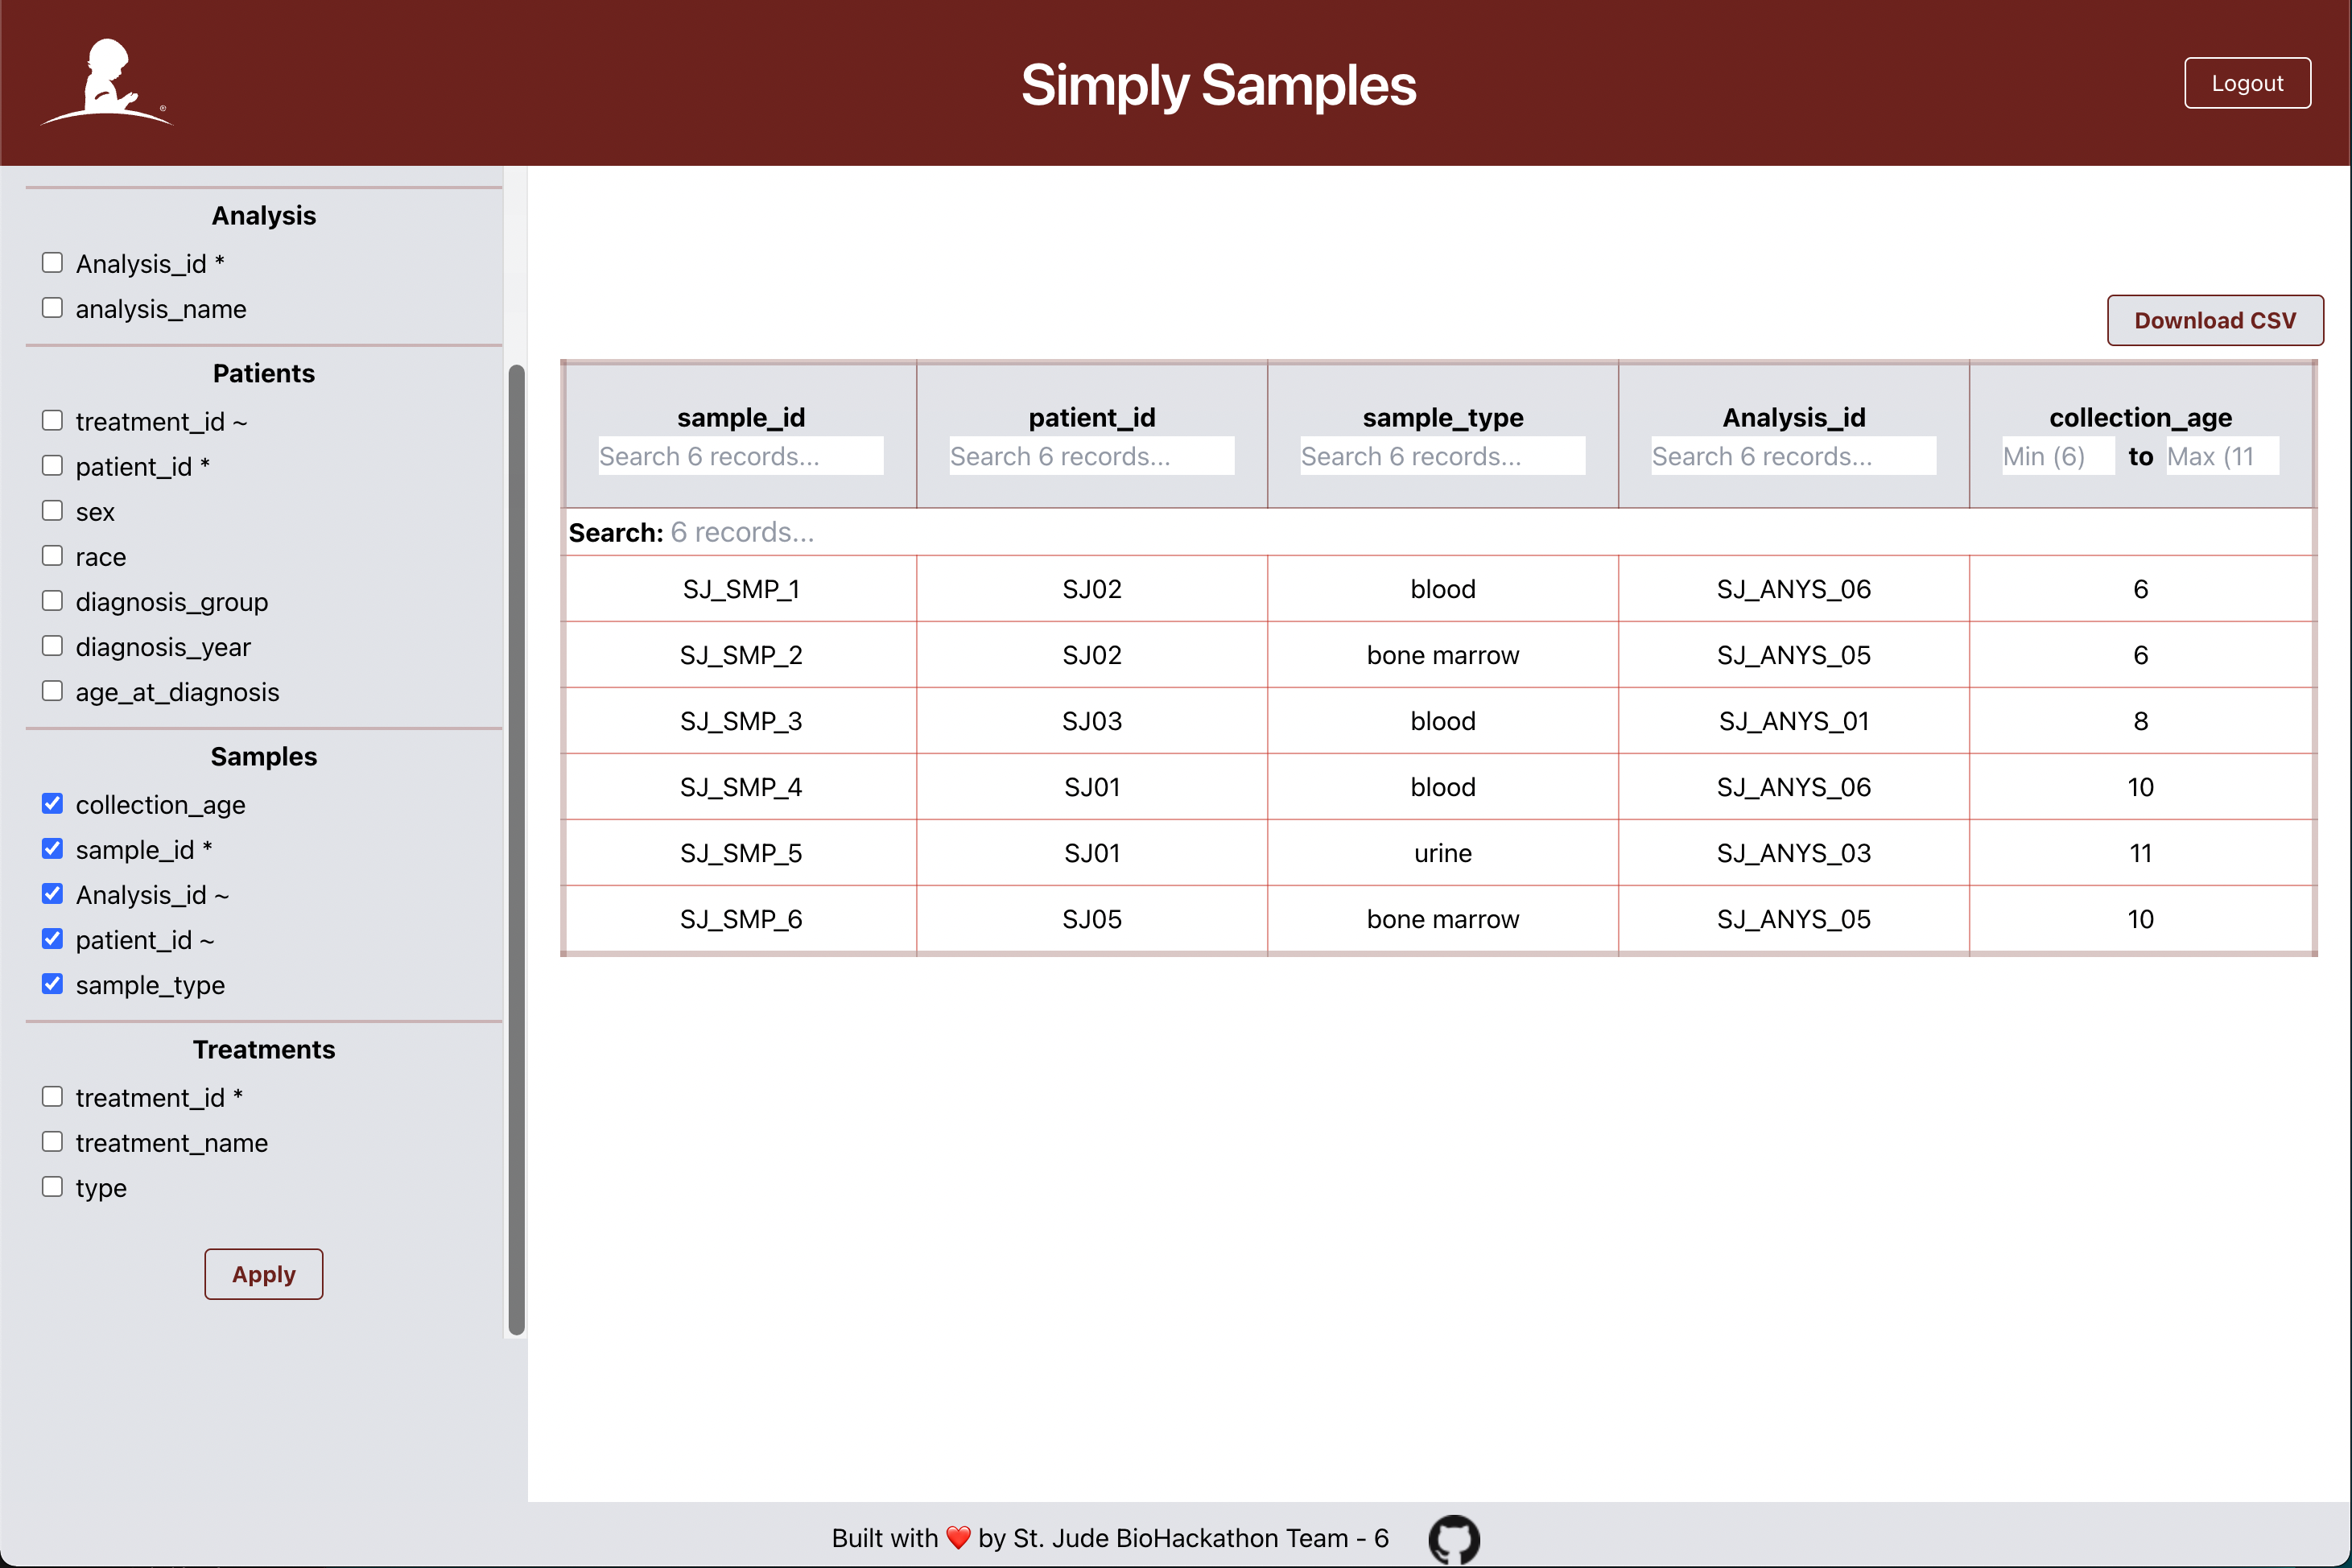 Simply Samples
Logout
®
Analysis
Analysis_id *
analysis_name
Patients
treatment_id ~
patient_id *
sex
race
diagnosis_group
diagnosis_year
age_at_diagnosis
Samples
collection_age
sample_id *
Analysis_id ~
patient_id ~
sample_type
Treatments
treatment_id *
treatment_name
type
Apply
Download CSV
sample_id patient_id sample_type Analysis_id collection_age
Search 6 records... Search 6 records... Search 6 records... Search 6 records... Min (6) to Max (11
Search: 6 records...
SJ_SMP_1 SJ02 blood SJ_ANYS_06 6
SJ_SMP_2 SJ02 bone marrow SJ_ANYS_05 6
SJ_SMP_3 SJ03 blood SJ_ANYS_01 8
SJ_SMP_4 SJ01 blood SJ_ANYS_06 10
SJ_SMP_5 SJ01 urine SJ_ANYS_03 11
SJ_SMP_6 SJ05 bone marrow SJ_ANYS_05 10
Built with ❤️ by St. Jude BioHackathon Team - 6